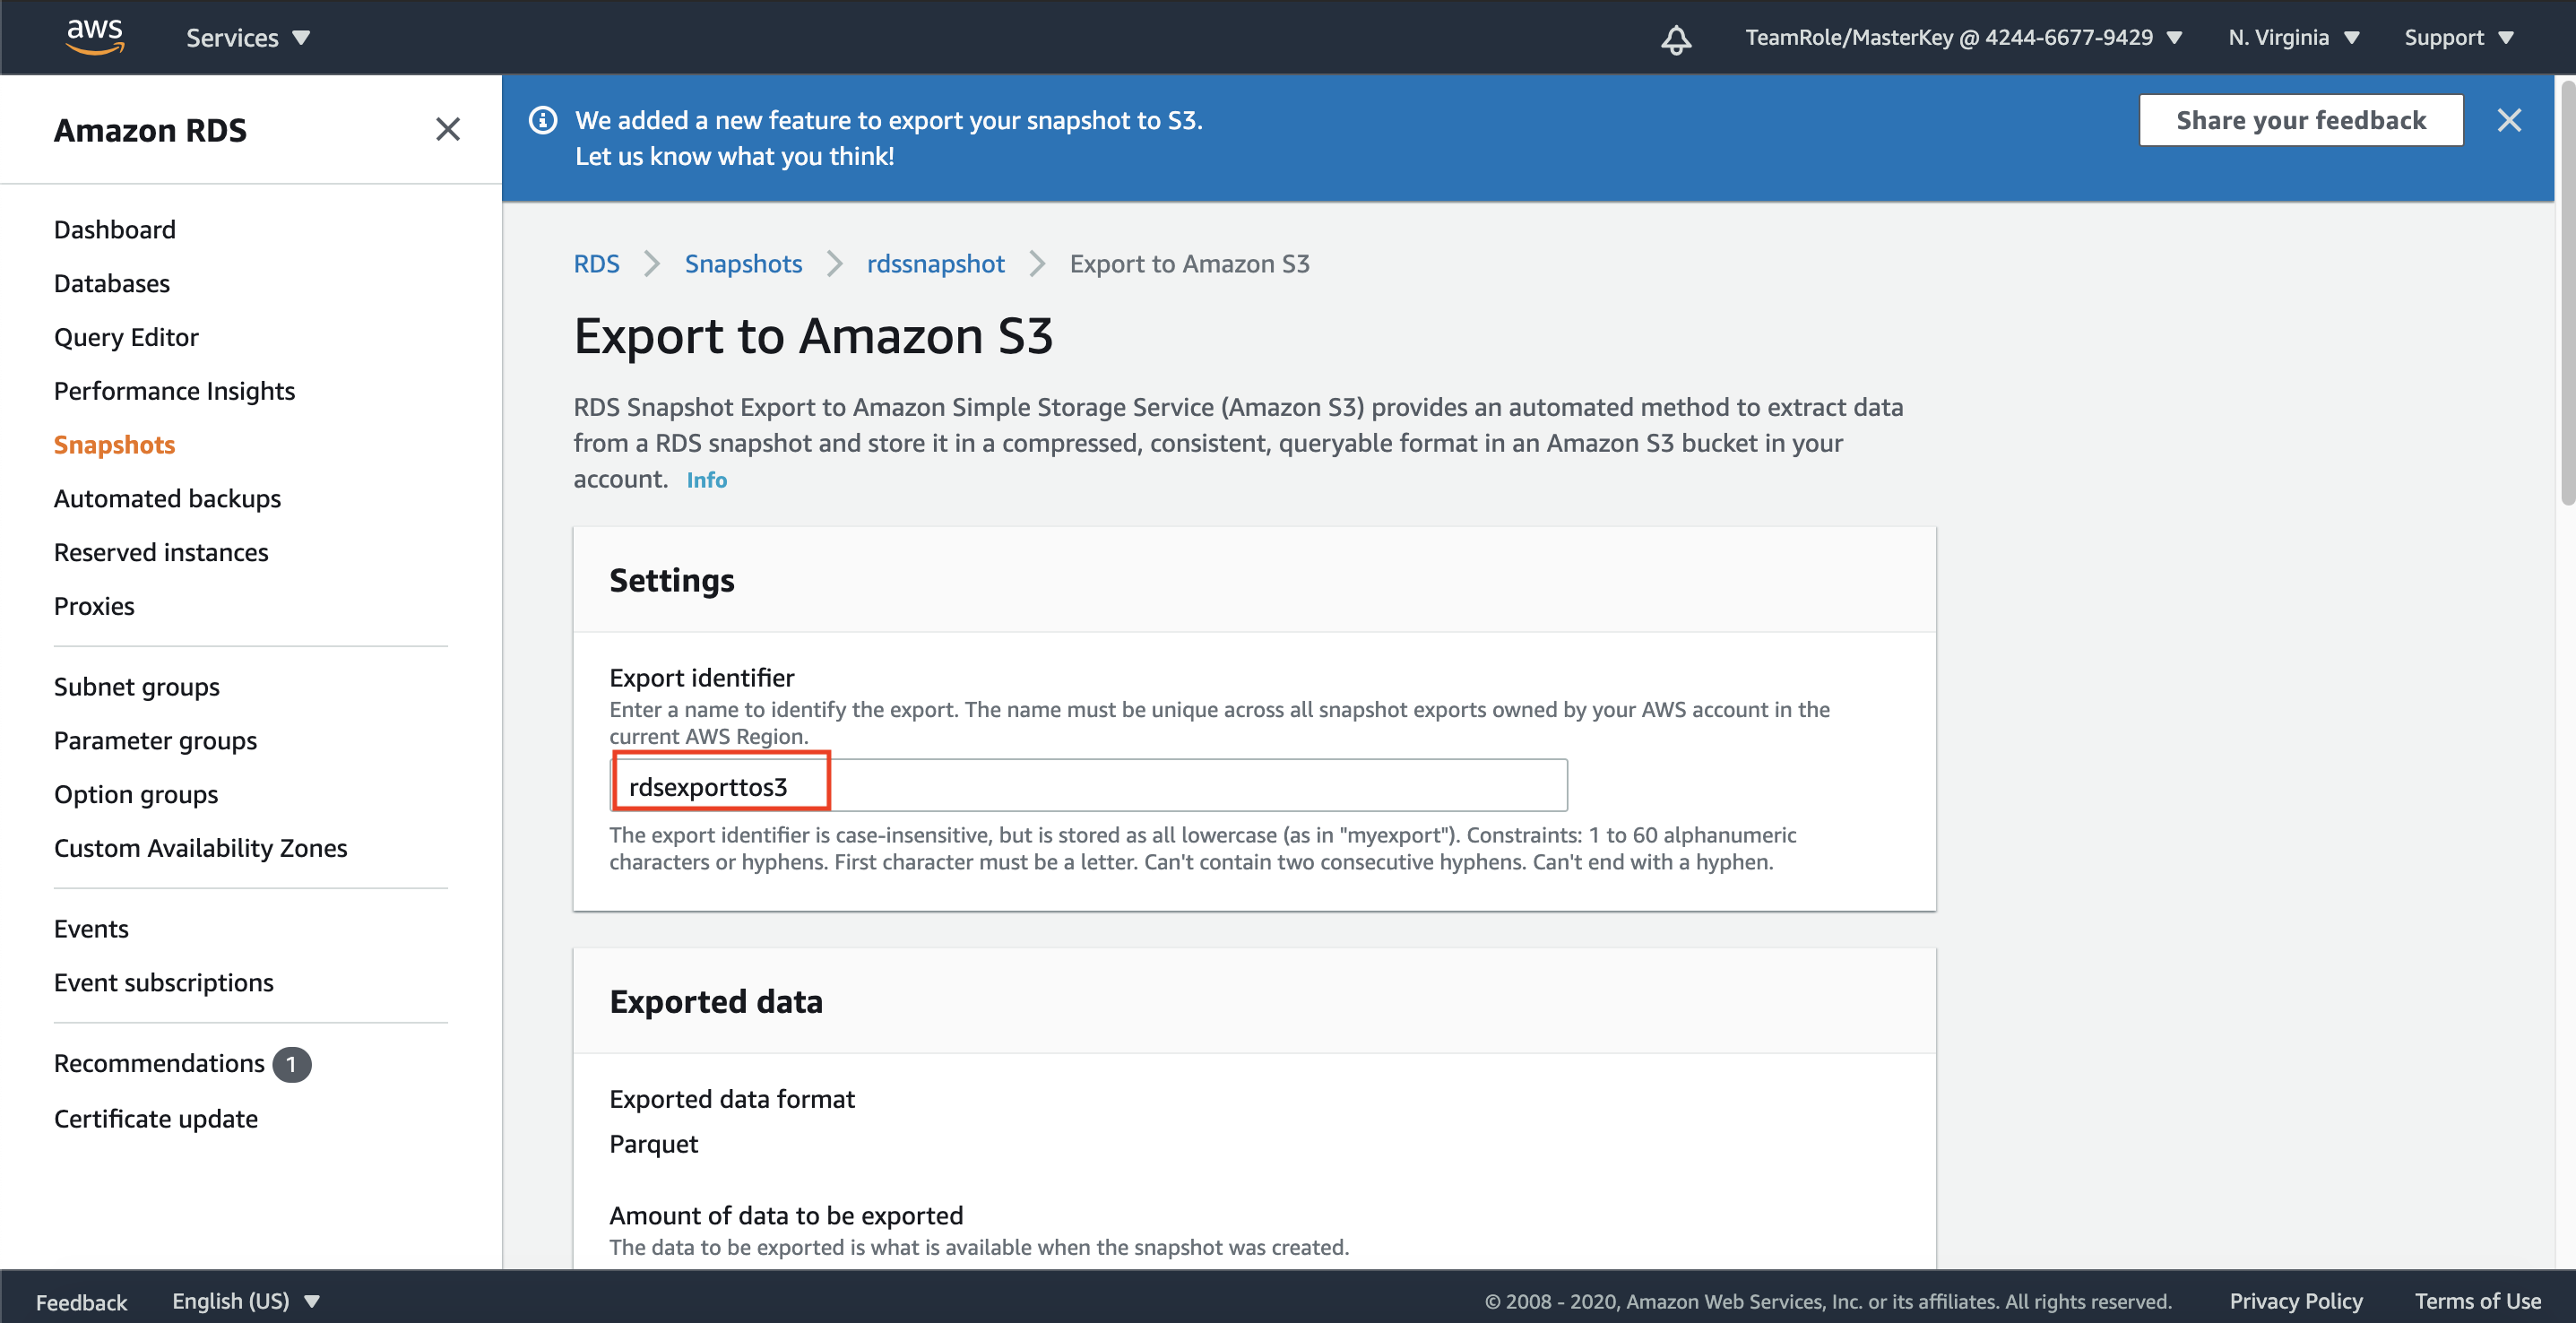 aws
Services
TeamRole/MasterKey @ 4244-6677-9429
N. Virginia
Support
Amazon RDS
We added a new feature to export your snapshot to S3.
Let us know what you think!
Share your feedback
Dashboard
Databases
Query Editor
Performance Insights
Snapshots
Automated backups
Reserved instances
Proxies
Subnet groups
Parameter groups
Option groups
Custom Availability Zones
Events
Event subscriptions
Recommendations 1
Certificate update
RDS Snapshots rdssnapshot Export to Amazon S3
Export to Amazon S3
RDS Snapshot Export to Amazon Simple Storage Service (Amazon S3) provides an automated method to extract data
from a RDS snapshot and store it in a compressed, consistent, queryable format in an Amazon S3 bucket in your
account. Info
Settings
Export identifier
Enter a name to identify the export. The name must be unique across all snapshot exports owned by your AWS account in the
current AWS Region.
rdsexporttos3
The export identifier is case-insensitive, but is stored as all lowercase (as in "myexport"). Constraints: 1 to 60 alphanumeric
characters or hyphens. First character must be a letter. Can't contain two consecutive hyphens. Can't end with a hyphen.
Exported data
Exported data format
Parquet
Amount of data to be exported
The data to be exported is what is available when the snapshot was created.
Feedback
English (US)
© 2008 - 2020, Amazon Web Services, Inc. or its affiliates. All rights reserved.
Privacy Policy
Terms of Use